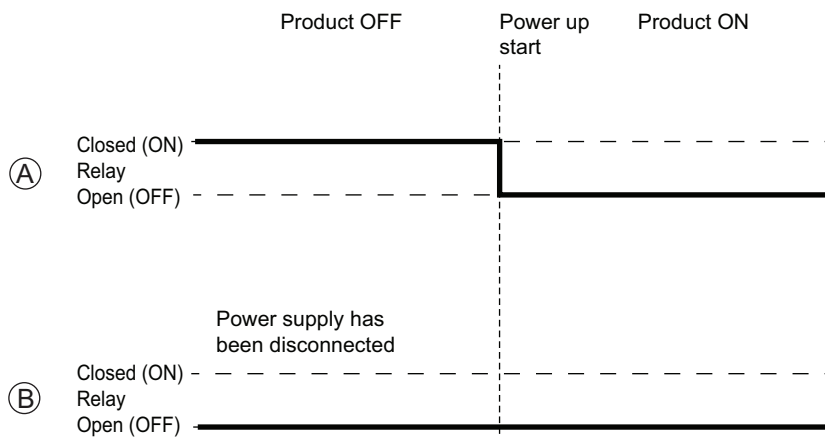 Product OFF
Power up
start
Product ON
A
Closed (ON)
Relay
Open (OFF)
Power supply has
been disconnected
B
Closed (ON)
Relay
Open (OFF)